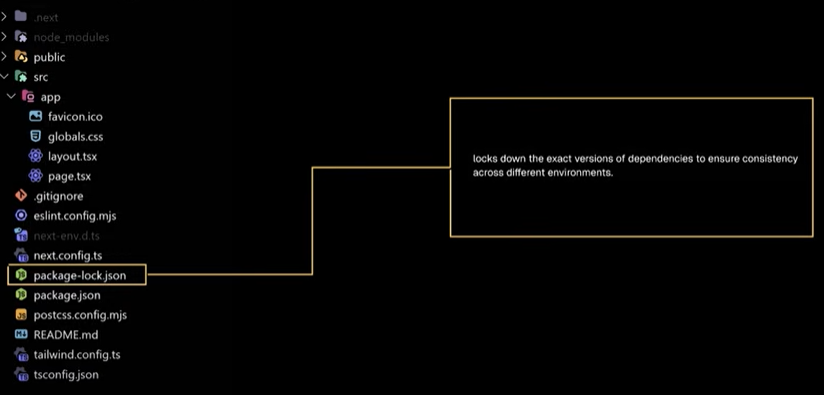 .next
node_modules
public
src
app
favicon.ico
globals.css
layout.tsx
page.tsx
.gitignore
eslint.config.mjs
next-env.d.ts
next.config.ts
package-lock.json
package.json
postcss.config.mjs
README.md
tailwind.config.ts
tsconfig.json
locks down the exact versions of dependencies to ensure consistency
across different environments.